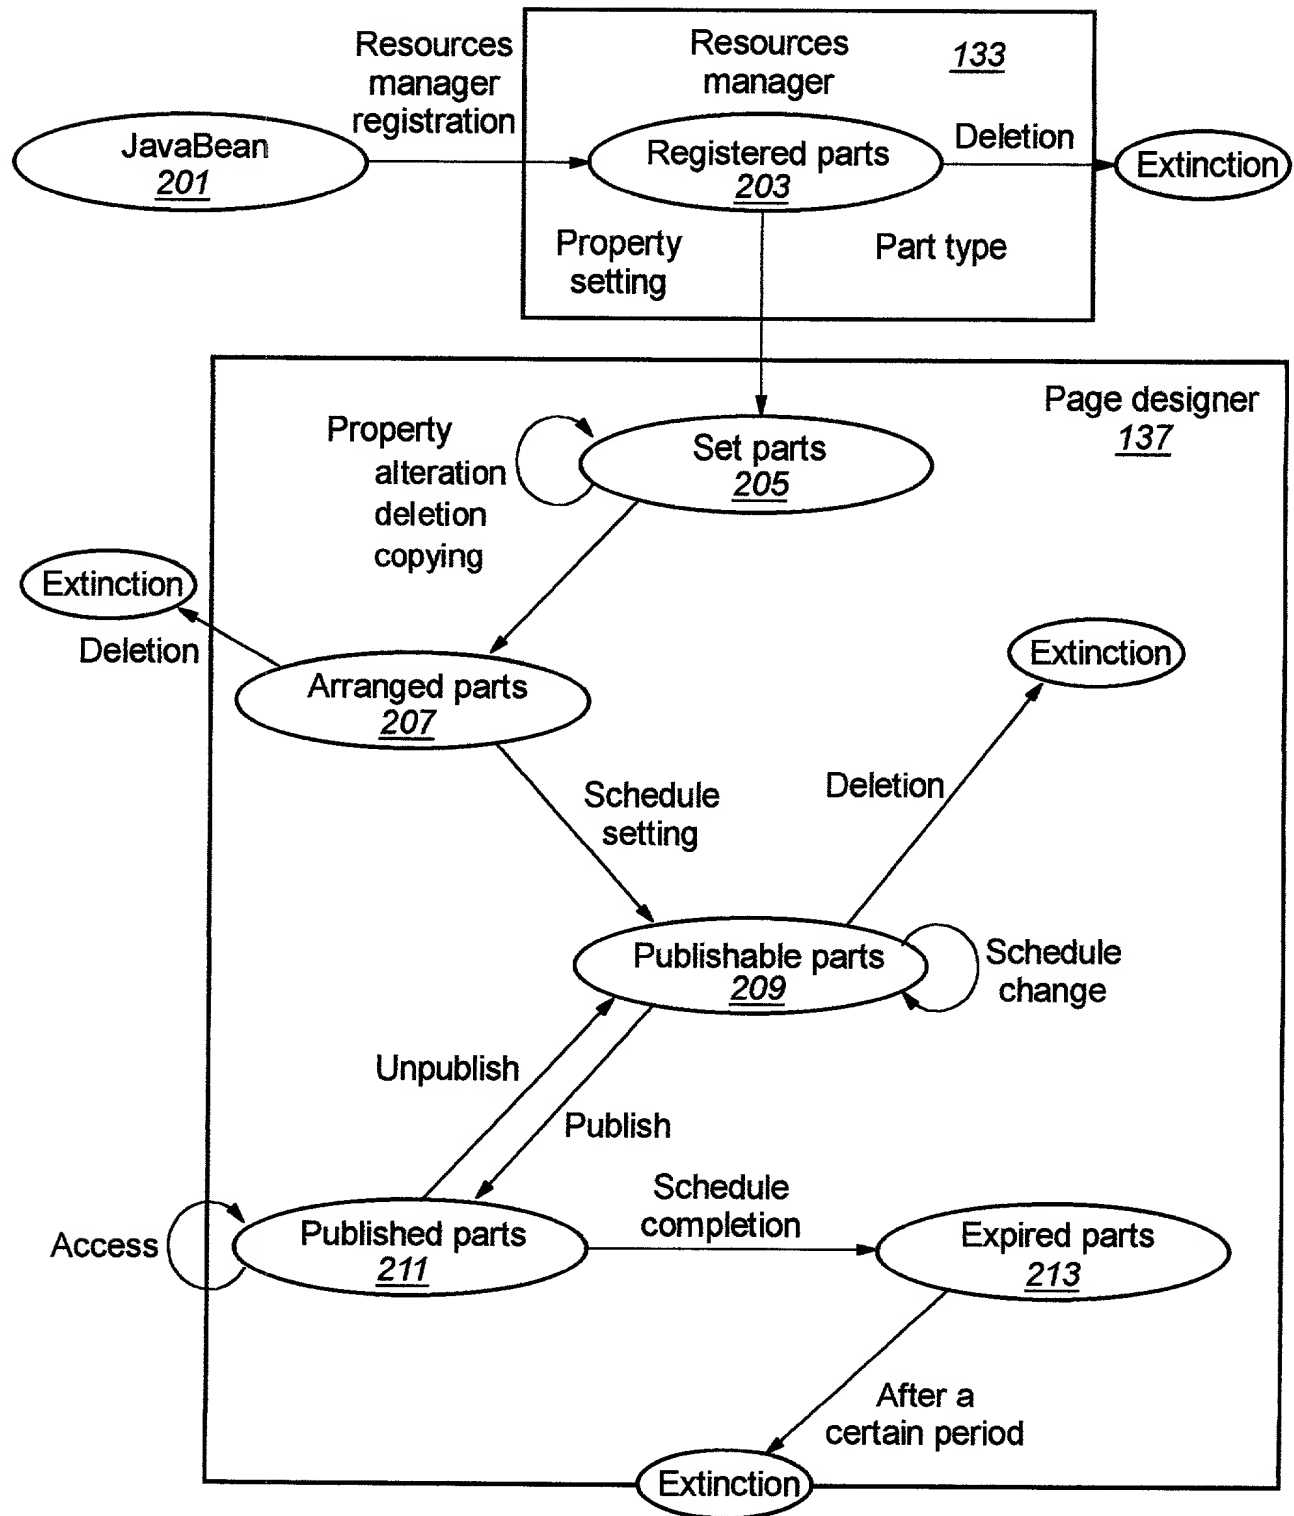 Resources
manager
registration
Resources
manager
133
JavaBean
201
Registered parts
203
Deletion
Extinction
Property
setting
Part type
Page designer
137
Property
alteration
deletion
copying
Set parts
205
Extinction
Deletion
Arranged parts
207
Extinction
Deletion
Schedule
setting
Publishable parts
209
Schedule
change
Unpublish
Publish
Access
Published parts
211
Schedule
completion
Expired parts
213
After a
certain period
Extinction